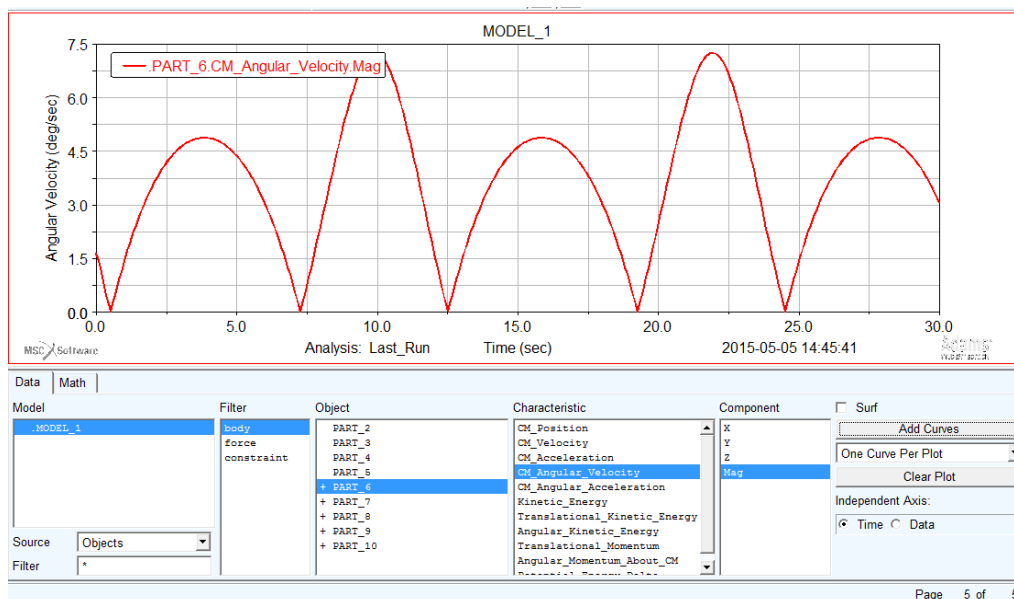 MODEL_1
7.5
.PART_6.CM_Angular_Velocity.Mag
6.0
4.5
3.0
1.5
0.0
Angular Velocity (deg/sec)
0.0 5.0 10.0 15.0 20.0 25.0 30.0
MSC Software
Analysis: Last_Run Time (sec) 2015-05-05 14:45:41
Adams
Data Math
Model Filter Object Characteristic Component Surf
.MODEL_1 body PART_2 CM_Position X Add Curves
force PART_3 CM_Velocity Y
constraint PART_4 CM_Acceleration Z One Curve Per Plot
PART_5 CM_Angular_Velocity Mag
+ PART_6 CM_Angular_Acceleration Clear Plot
+ PART_7 Kinetic_Energy Independent Axis:
+ PART_8 Translational_Kinetic_Energy
+ PART_9 Angular_Kinetic_Energy Time Data
Source Objects + PART_10 Translational_Momentum
Filter * Angular_Momentum_About_CM
Potential_Energy_Delta
Page 5 of 5